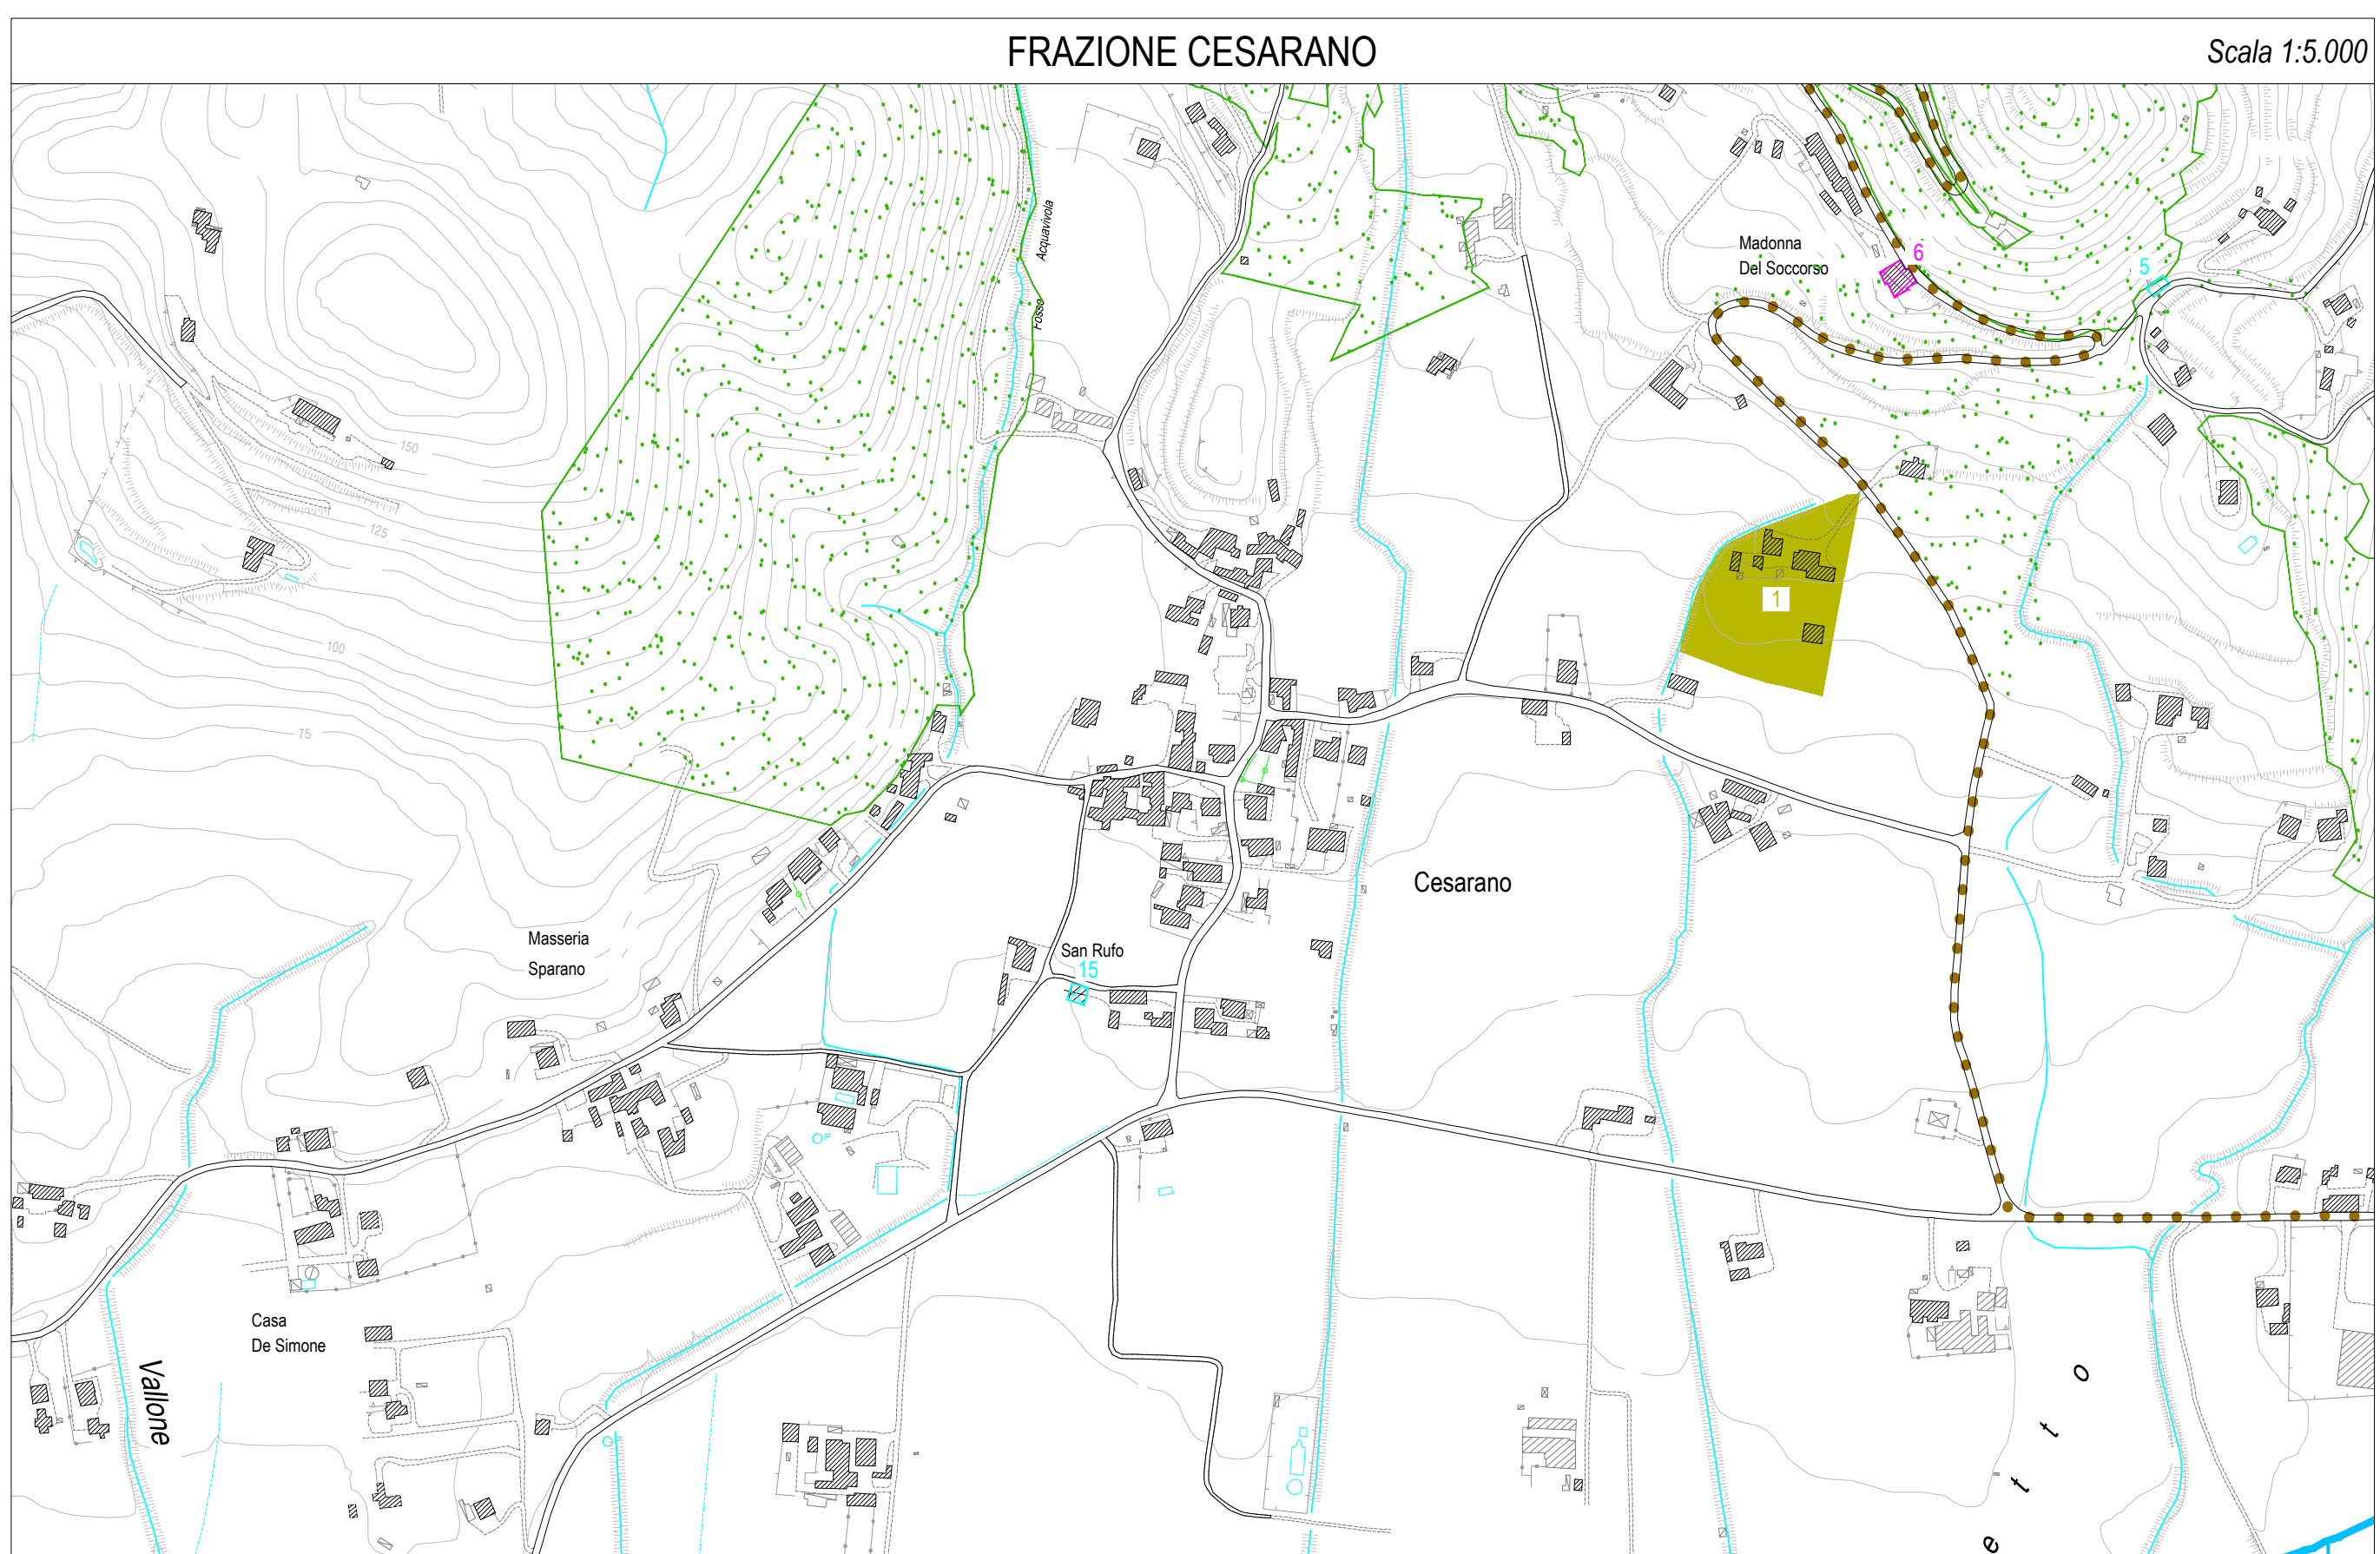 FRAZIONE CESARANO
Scala 1:5.000
Acquavivola
Fosso
Madonna
Del Soccorso
6
5
150
125
100
75
1
Cesarano
Masseria
Sparano
San Rufo
15
P
Casa
De Simone
Vallone
o
t
t
e